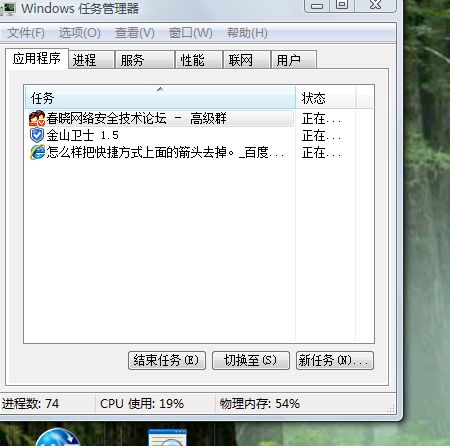 Windows 任务管理器
文件(F) 选项(O) 查看(V) 窗口(W) 帮助(H)
应用程序 进程 服务 性能 联网 用户
任务 状态
春晓网络安全技术论坛 - 高级群 正在...
金山卫士 1.5 正在...
怎么样把快捷方式上面的箭头去掉。_百度... 正在...
结束任务(E) 切换至(S) 新任务(N)...
进程数: 74 CPU 使用: 19% 物理内存: 54%